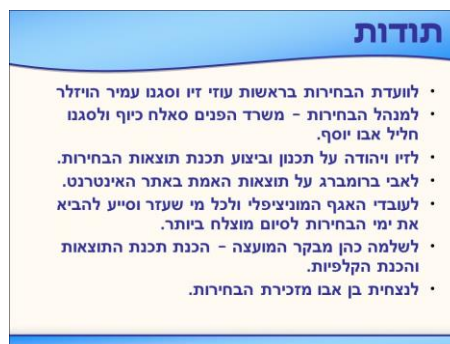 תודות
• לוועדת הבחירות בראשות עוזי זיו וסגנו עמיר הויזלר
• למנהל הבחירות – משרד הפנים סאלח כיוף ולסגנו
חליל אבו יוסף.
• לזיו ויהודה על תכנון וביצוע תכנת תוצאות הבחירות.
• לאבי ברומברג על תוצאות האמת באתר האינטרנט.
• לעובדי האגף המוניציפלי ולכל מי שעזר וסייע להביא
את ימי הבחירות לסיום מוצלח ביותר.
• לשלמה כהן מבקר המועצה – הכנת תכנת התוצאות
והכנת הקלפיות.
• לנצחית בן אבו מזכירת הבחירות.